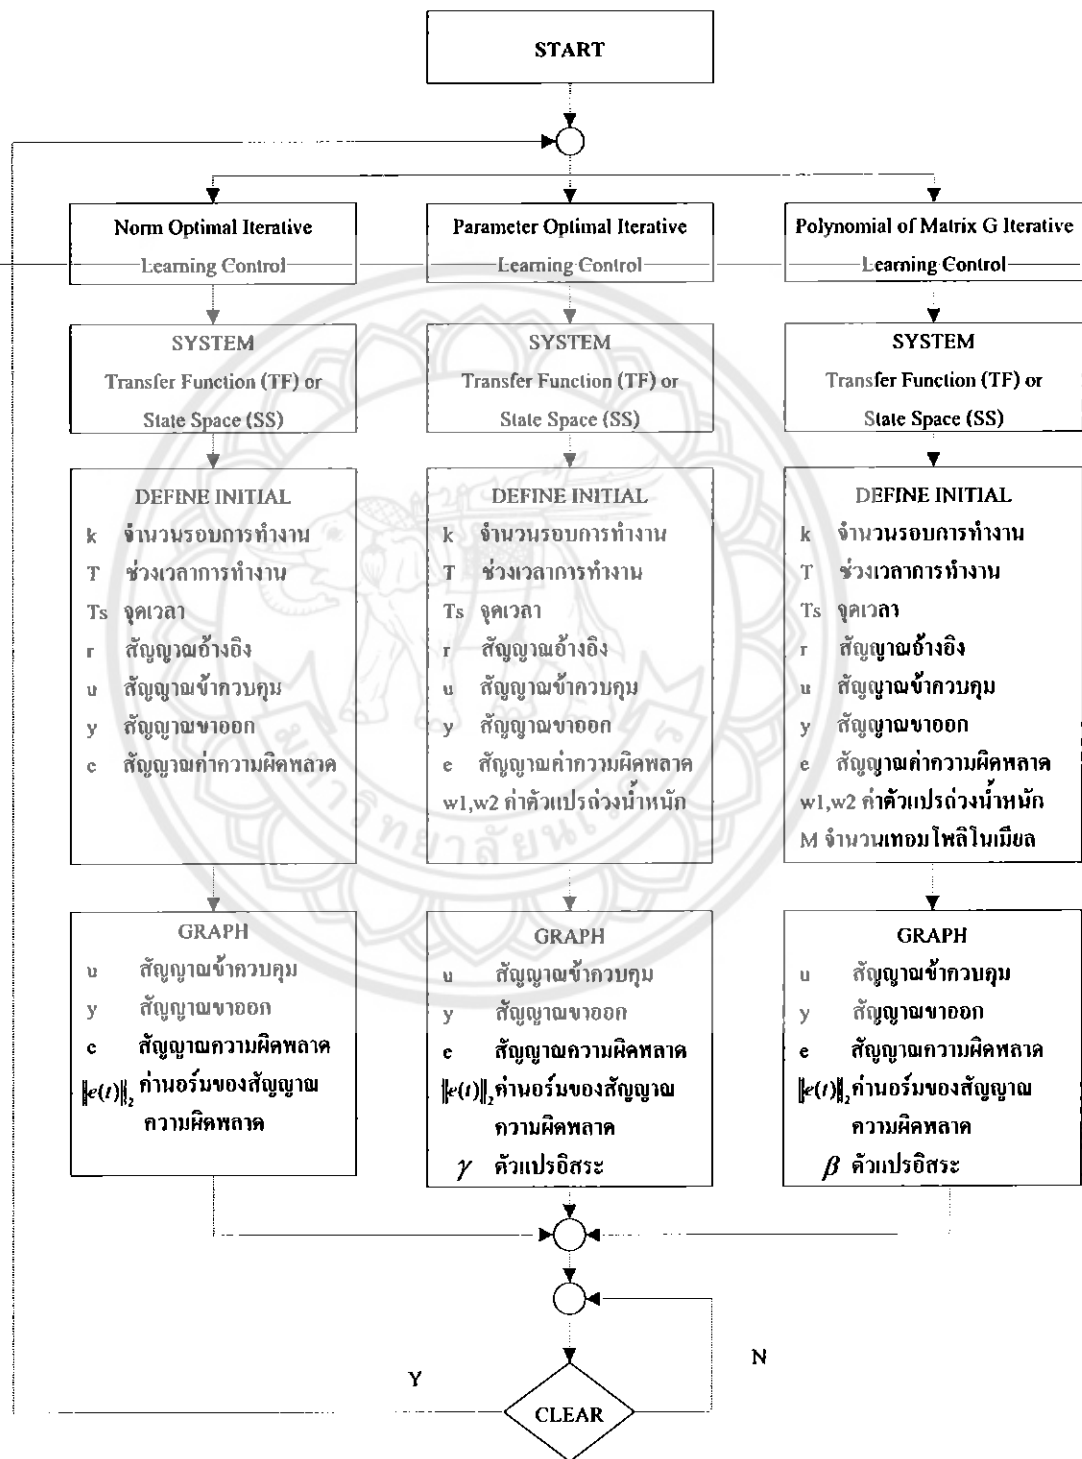 START
Norm Optimal Iterative
Learning Control
Parameter Optimal Iterative
Learning Control
Polynomial of Matrix G Iterative
Learning Control
SYSTEM
Transfer Function (TF) or
State Space (SS)
SYSTEM
Transfer Function (TF) or
State Space (SS)
SYSTEM
Transfer Function (TF) or
State Space (SS)
DEFINE INITIAL
k จำนวนรอบการทำงาน
T ช่วงเวลาการทำงาน
Ts จุดเวลา
r สัญญาณอ้างอิง
u สัญญาณข้าควบคุม
y สัญญาณขาออก
e สัญญาณค่าความผิดพลาด
DEFINE INITIAL
k จำนวนรอบการทำงาน
T ช่วงเวลาการทำงาน
Ts จุดเวลา
r สัญญาณอ้างอิง
u สัญญาณข้าควบคุม
y สัญญาณขาออก
e สัญญาณค่าความผิดพลาด
w1,w2 ค่าตัวแปรถ่วงน้ำหนัก
DEFINE INITIAL
k จำนวนรอบการทำงาน
T ช่วงเวลาการทำงาน
Ts จุดเวลา
r สัญญาณอ้างอิง
u สัญญาณข้าควบคุม
y สัญญาณขาออก
e สัญญาณค่าความผิดพลาด
w1,w2 ค่าตัวแปรถ่วงน้ำหนัก
M จำนวนเทอมโพลิโนเมียล
มหาวิทยาลัยนเรศวร
GRAPH
u สัญญาณข้าควบคุม
y สัญญาณขาออก
e สัญญาณความผิดพลาด
‖e(t)‖₂ ค่านอร์มของสัญญาณ
ความผิดพลาด
GRAPH
u สัญญาณข้าควบคุม
y สัญญาณขาออก
e สัญญาณความผิดพลาด
‖e(t)‖₂ ค่านอร์มของสัญญาณ
ความผิดพลาด
γ ตัวแปรอิสระ
GRAPH
u สัญญาณข้าควบคุม
y สัญญาณขาออก
e สัญญาณความผิดพลาด
‖e(t)‖₂ ค่านอร์มของสัญญาณ
ความผิดพลาด
β ตัวแปรอิสระ
Y
N
CLEAR